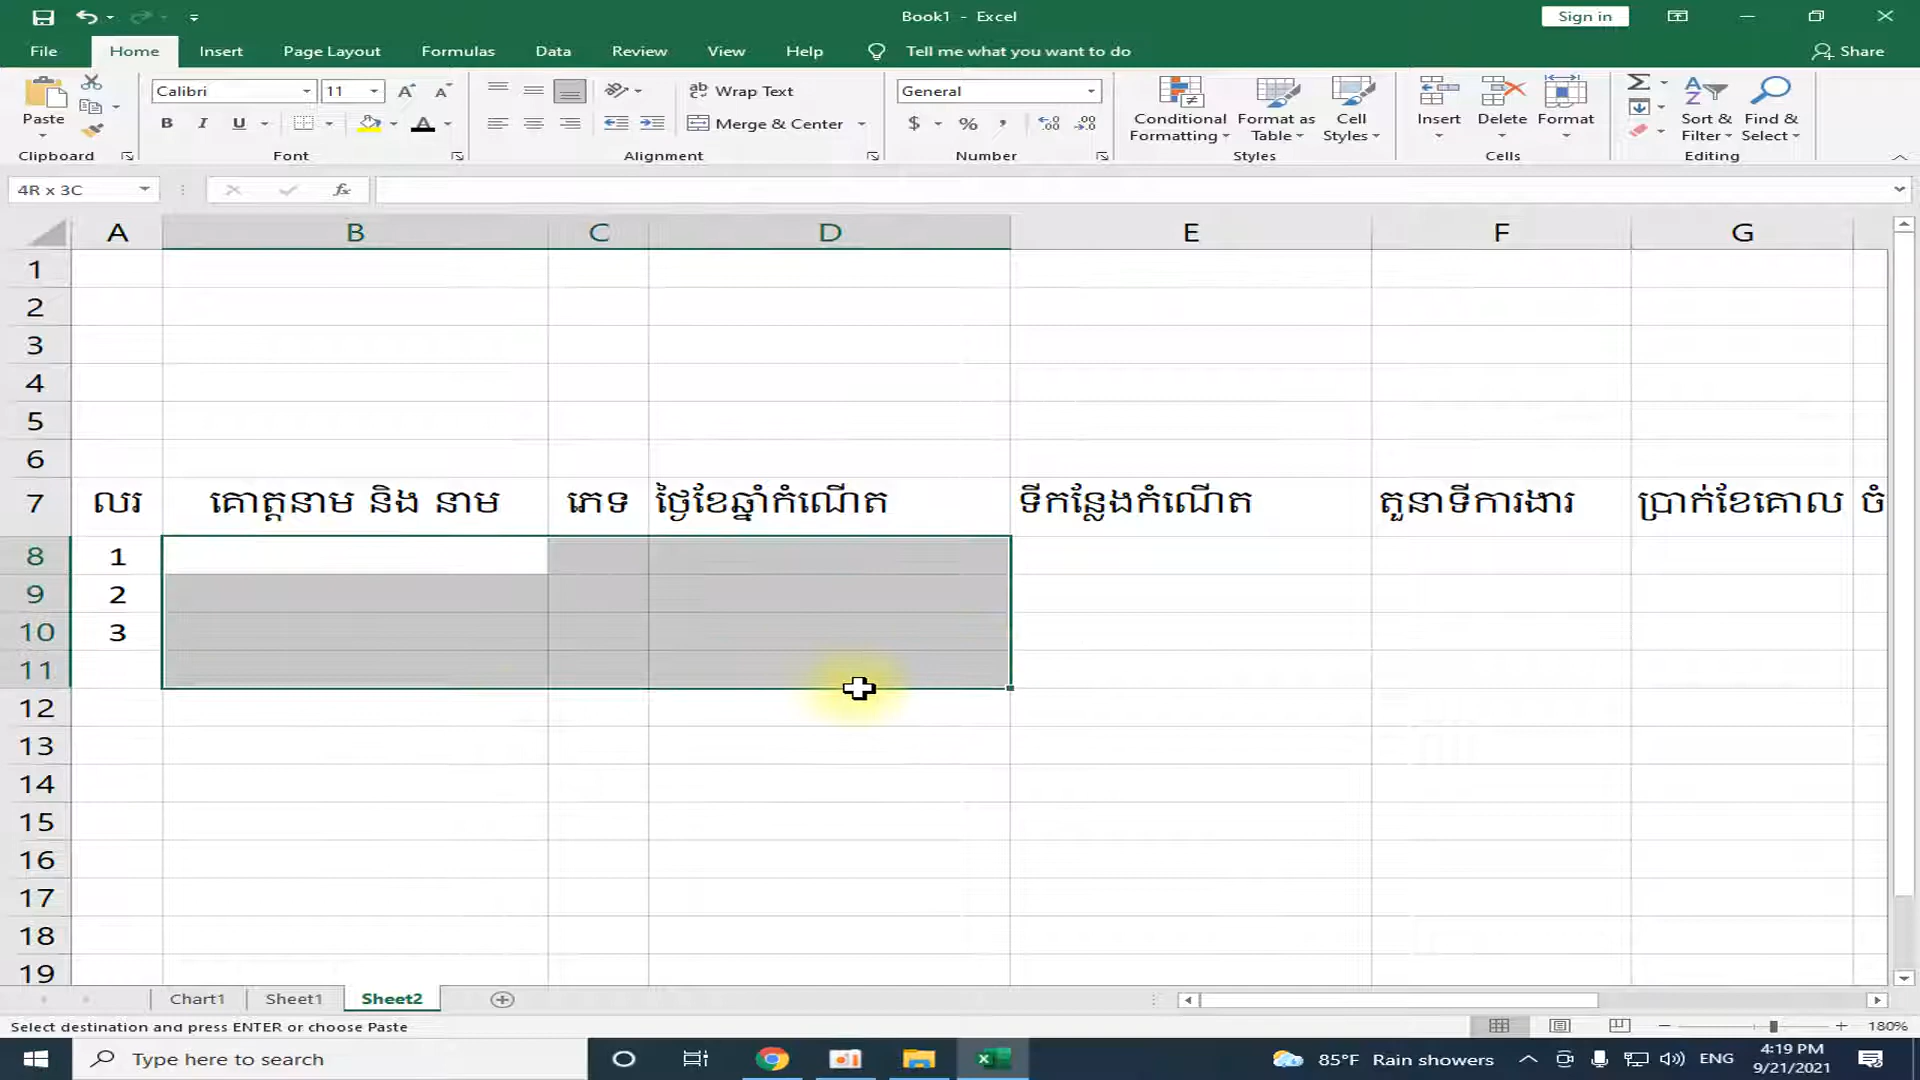 Book1 - Excel
Sign in
File Home Insert Page Layout Formulas Data Review View Help Tell me what you want to do Share
Paste
Calibri 11
B I U
Wrap Text
Merge & Center
General
$ %
Conditional Formatting
Format as Table
Cell Styles
Insert Delete Format
Sort & Filter
Find & Select
Clipboard Font Alignment Number Styles Cells Editing
4R x 3C fx
A B C D E F G
1
2
3
4
5
6
7 លរ គោត្តនាម និង នាម ភេទ ថ្ងៃខែឆ្នាំកំណើត ទីកន្លែងកំណើត តួនាទីការងារ ប្រាក់ខែគោល ចំ
8 1
9 2
10 3
11
12
13
14
15
16
17
18
19
Chart1 Sheet1 Sheet2
Select destination and press ENTER or choose Paste
180%
Type here to search
85°F Rain showers
ENG
4:19 PM
9/21/2021